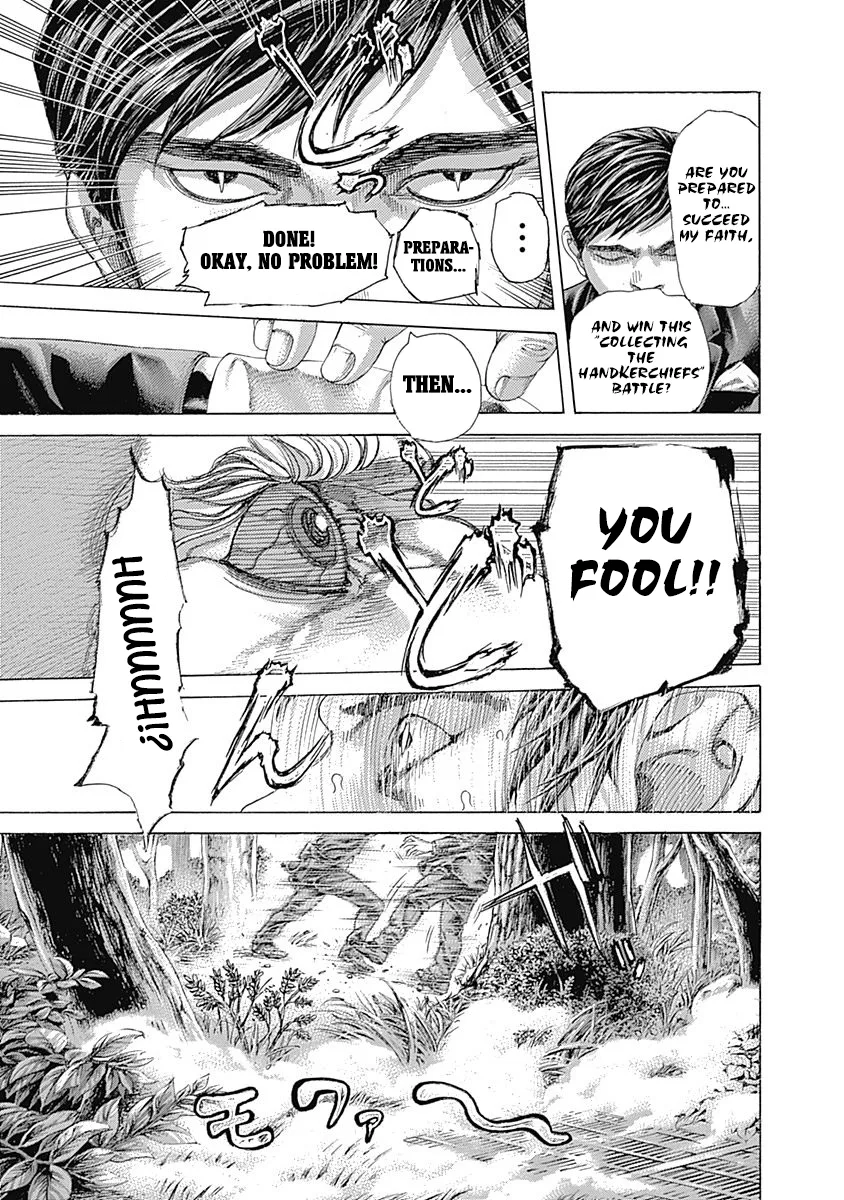 ARE YOU
PREPARED
TO...
SUCCEED
MY FAITH,
AND WIN THIS
"COLLECTING
THE
HANDKERCHIEFS"
BATTLE?
...
PREPARA-
TIONS...
DONE!
OKAY, NO PROBLEM!
THEN...
YOU
FOOL!!
HUUUUNNNH!¿
モワァ